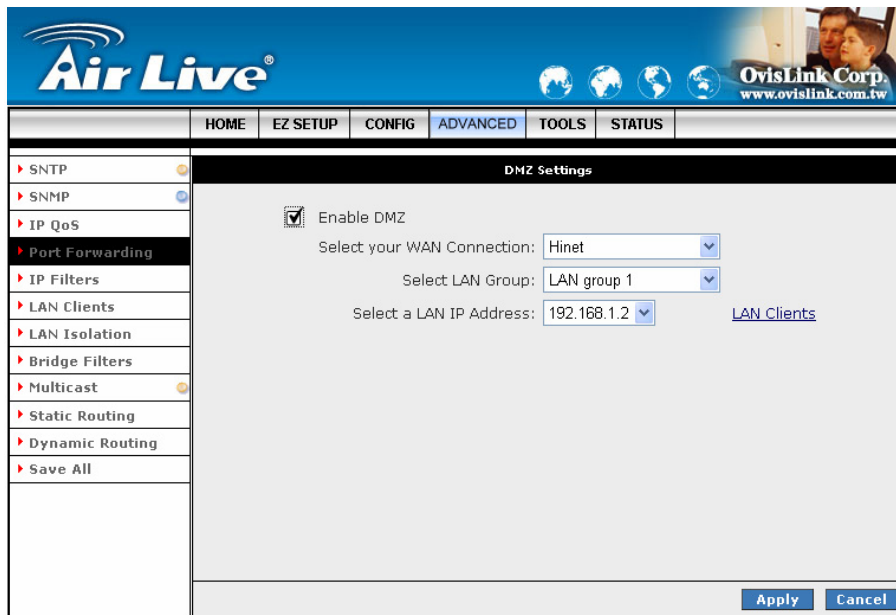 Air Live®
OvisLink Corp.
www.ovislink.com.tw
HOME EZ SETUP CONFIG ADVANCED TOOLS STATUS
SNTP
SNMP
IP QoS
Port Forwarding
IP Filters
LAN Clients
LAN Isolation
Bridge Filters
Multicast
Static Routing
Dynamic Routing
Save All
DMZ Settings
Enable DMZ
Select your WAN Connection: Hinet
Select LAN Group: LAN group 1
Select a LAN IP Address: 192.168.1.2 LAN Clients
Apply Cancel